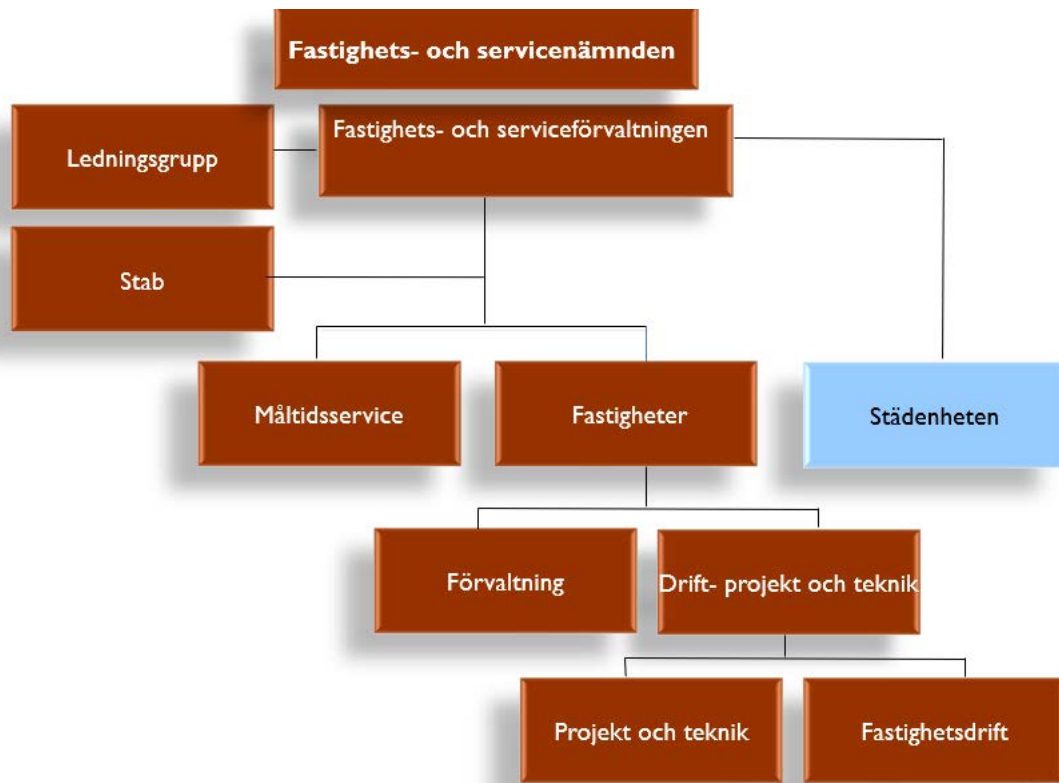 Fastighets- och servicenämnden
Fastighets- och serviceförvaltningen
Ledningsgrupp
Stab
Måltidsservice
Fastigheter
Städenheten
Förvaltning
Drift- projekt och teknik
Projekt och teknik
Fastighetsdrift